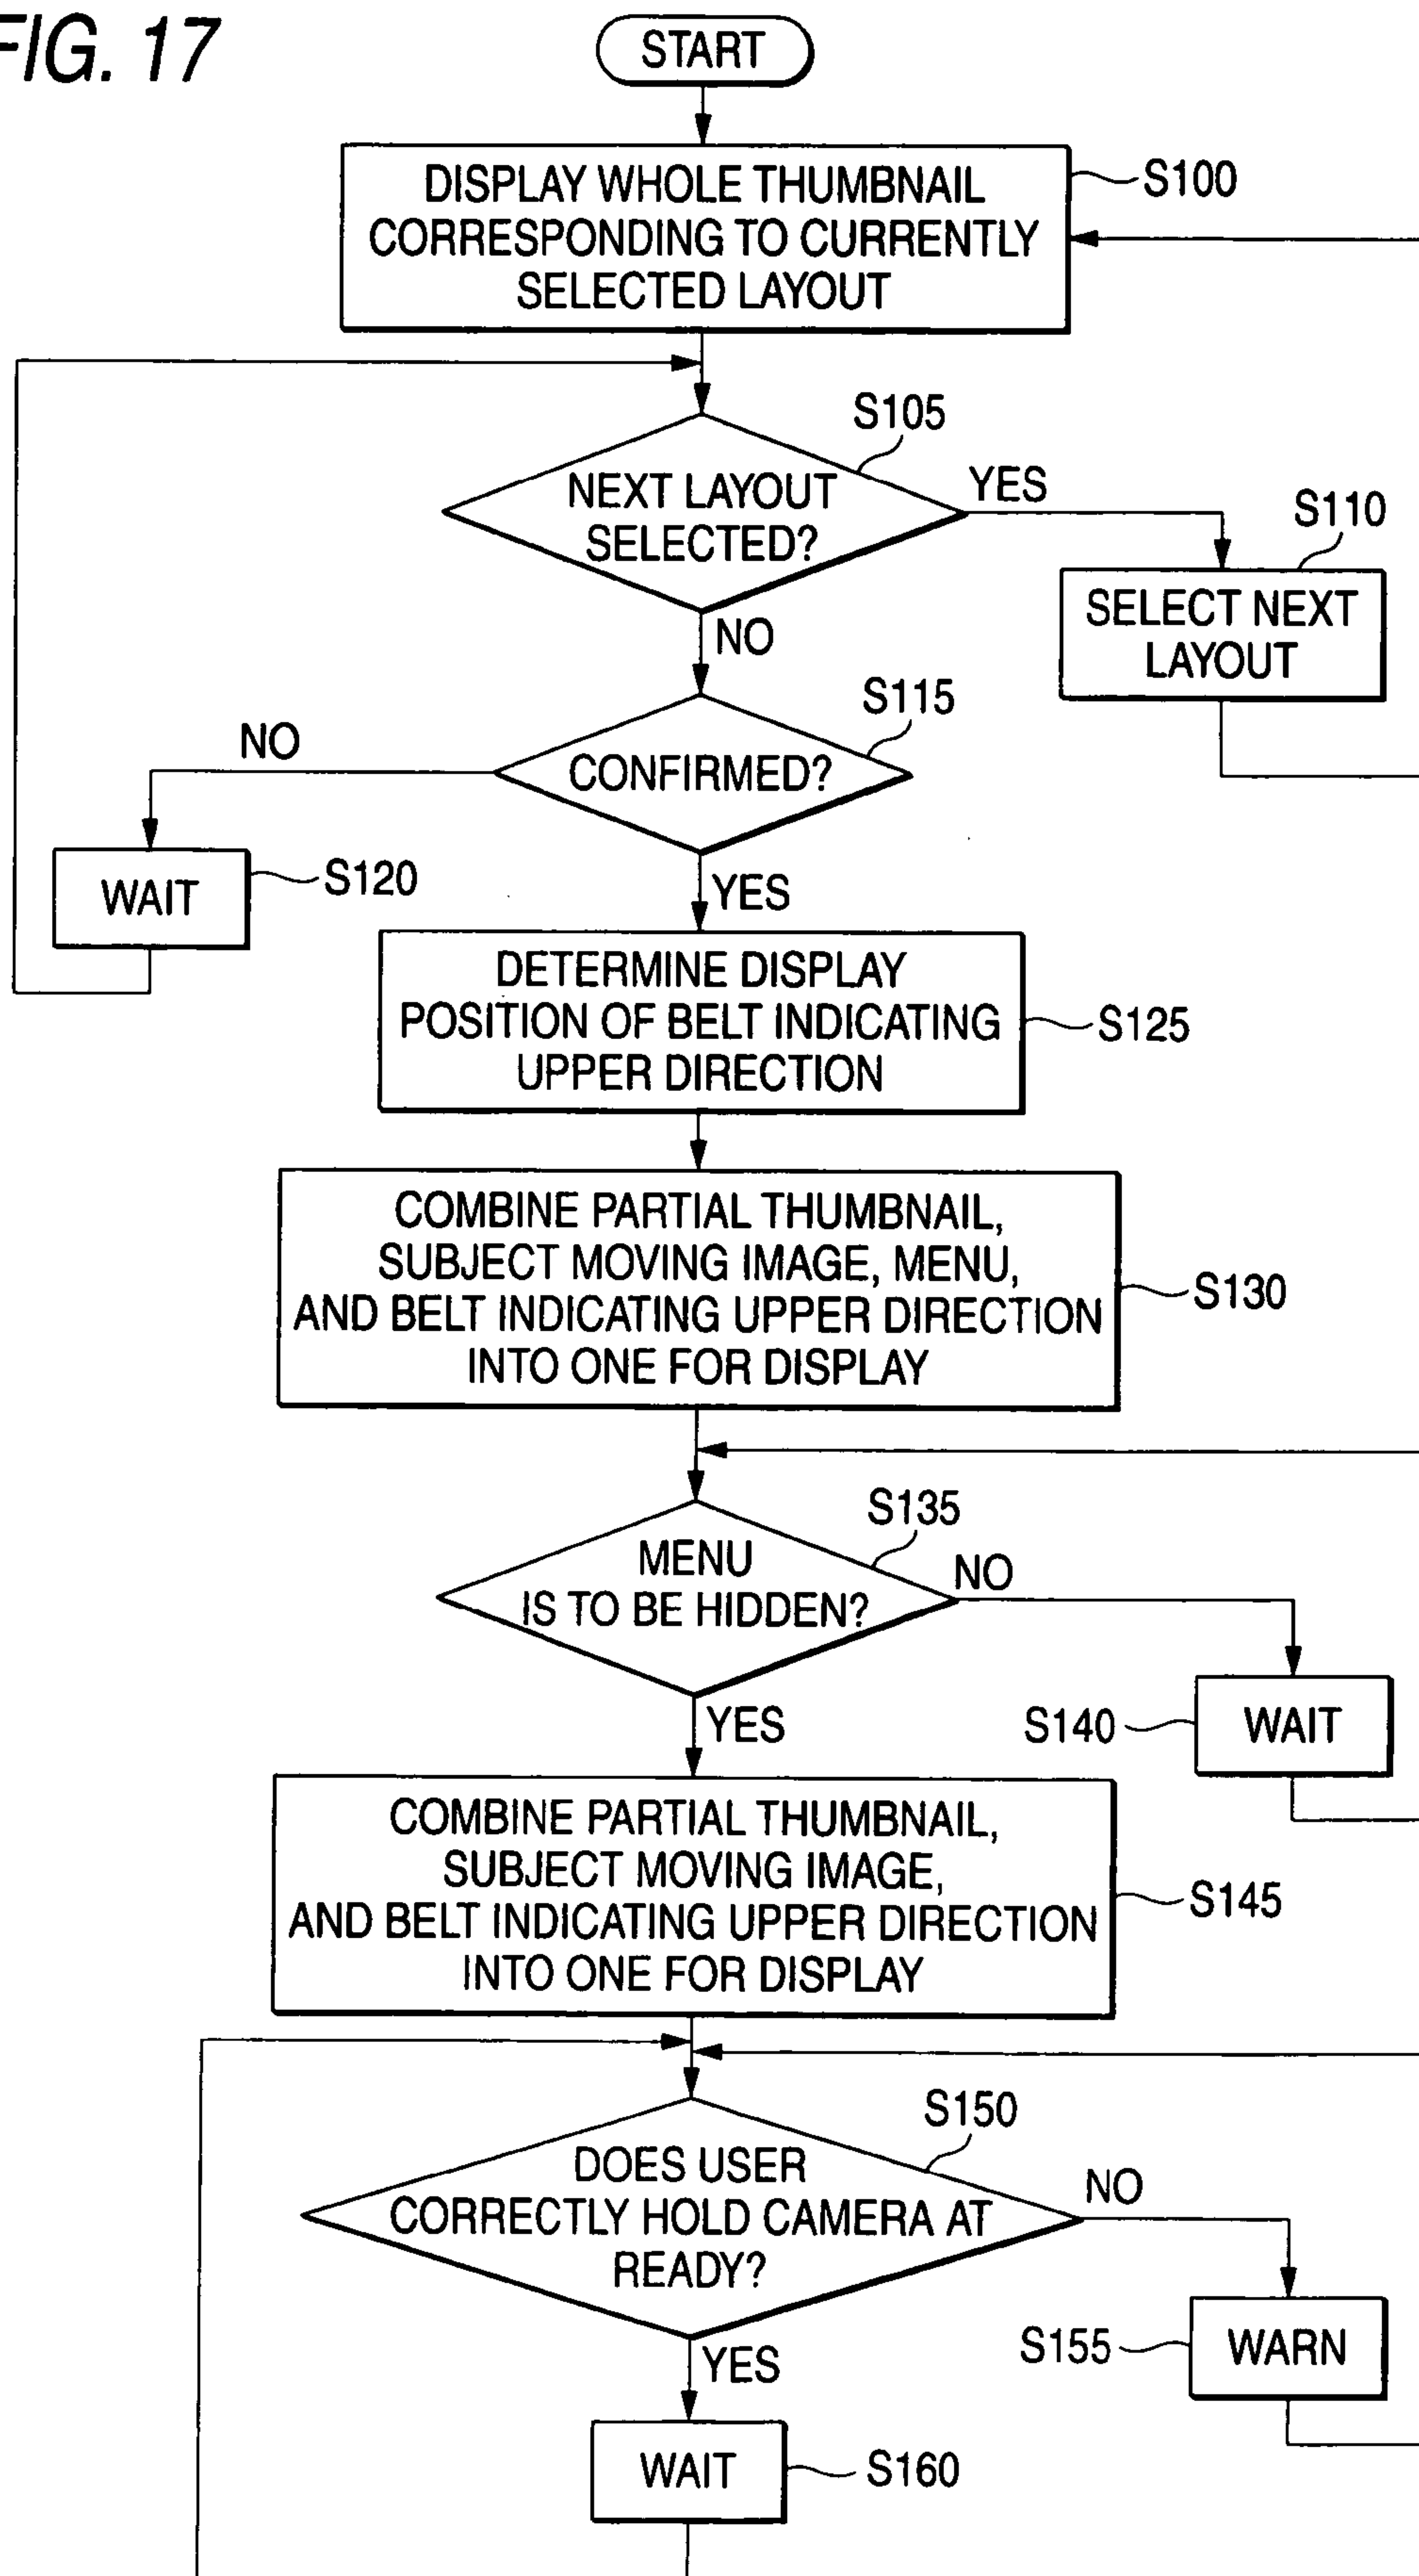 FIG. 17
START
DISPLAY WHOLE THUMBNAIL
CORRESPONDING TO CURRENTLY
SELECTED LAYOUT
S100
S105
NEXT LAYOUT
SELECTED?
YES
S110
SELECT NEXT
LAYOUT
NO
S115
CONFIRMED?
NO
WAIT
S120
YES
DETERMINE DISPLAY
POSITION OF BELT INDICATING
UPPER DIRECTION
S125
COMBINE PARTIAL THUMBNAIL,
SUBJECT MOVING IMAGE, MENU,
AND BELT INDICATING UPPER DIRECTION
INTO ONE FOR DISPLAY
S130
S135
MENU
IS TO BE HIDDEN?
NO
S140
WAIT
YES
COMBINE PARTIAL THUMBNAIL,
SUBJECT MOVING IMAGE,
AND BELT INDICATING UPPER DIRECTION
INTO ONE FOR DISPLAY
S145
S150
DOES USER
CORRECTLY HOLD CAMERA AT
READY?
NO
S155
WARN
YES
WAIT
S160